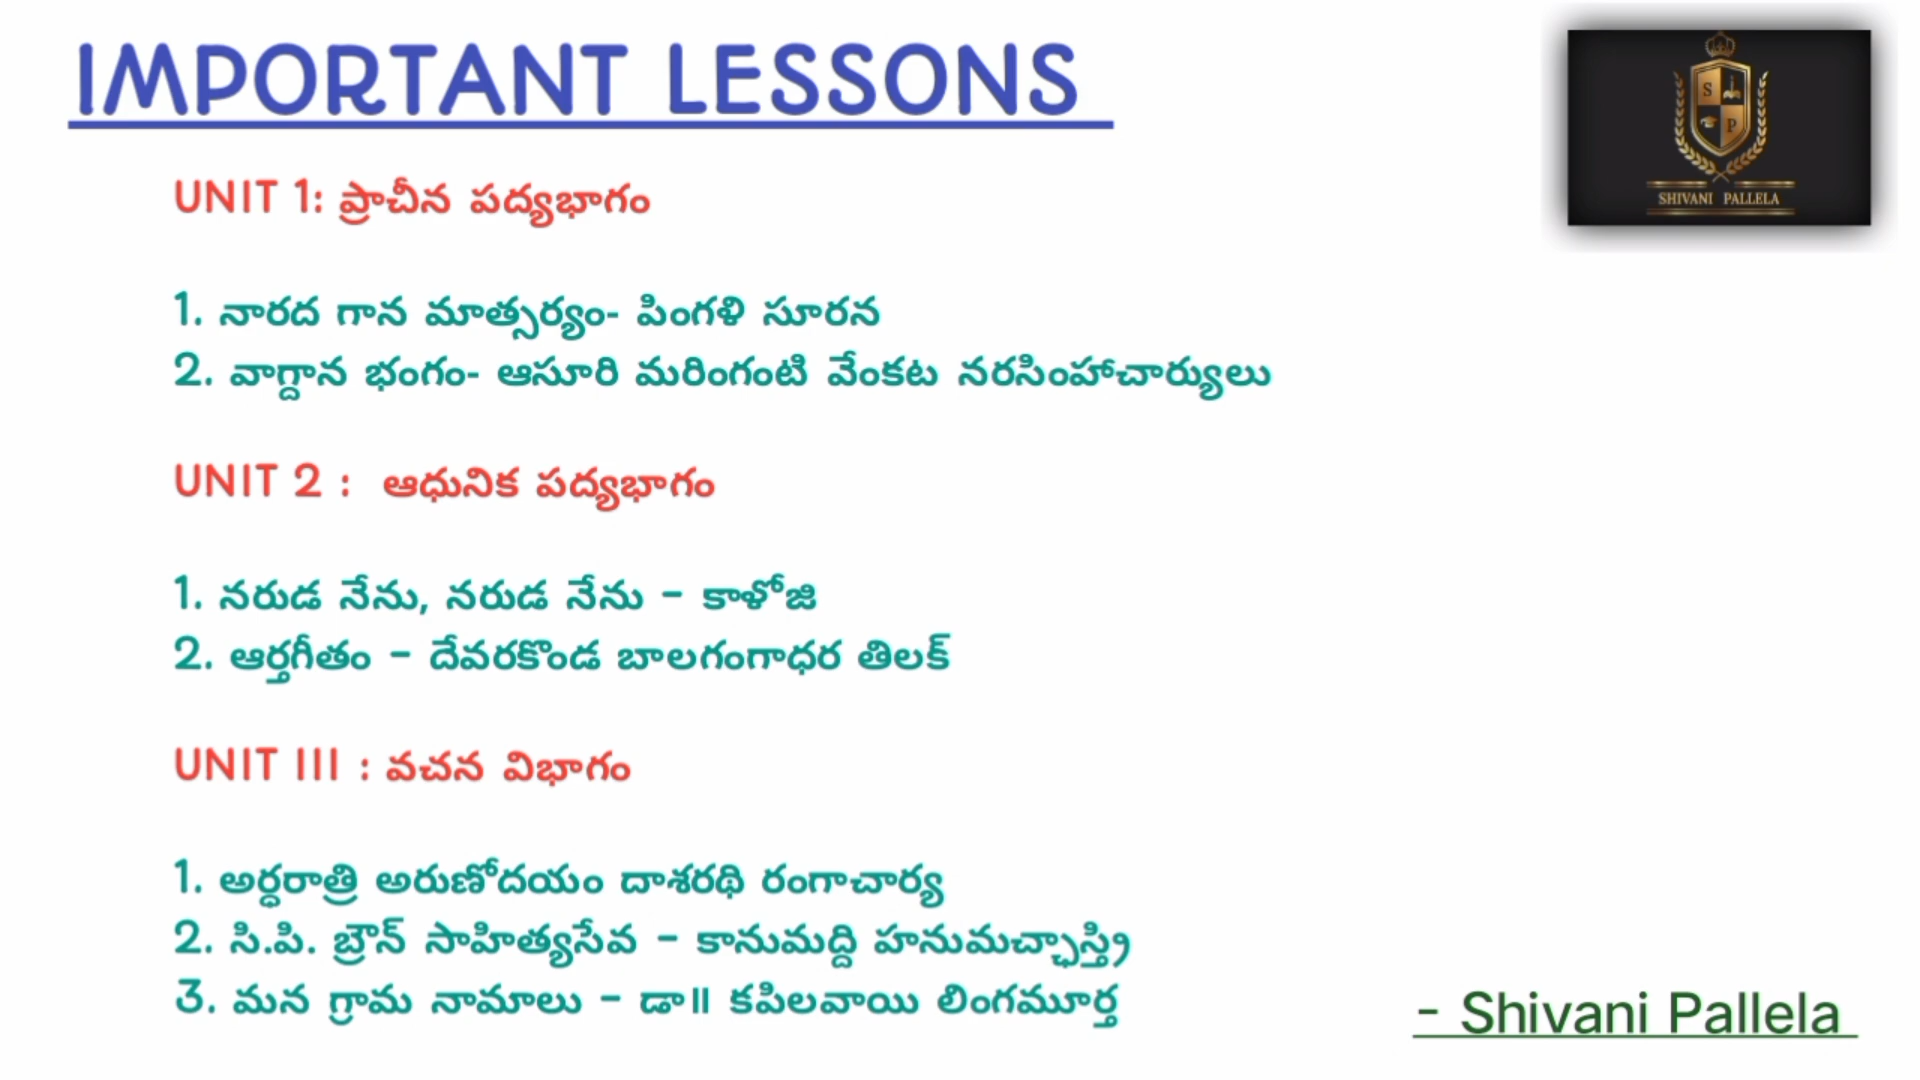 IMPORTANT LESSONS
S
P
SHIVANI PALLELA
UNIT 1: ప్రాచీన పద్యభాగం
1. నారద గాన మాత్సర్యం- పింగళి సూరన
2. వాగ్దాన భంగం- ఆసూరి మరింగంటి వేంకట నరసింహాచార్యులు
UNIT 2 : ఆధునిక పద్యభాగం
1. నరుడ నేను, నరుడ నేను – కాళోజి
2. ఆర్తగీతం – దేవరకొండ బాలగంగాధర తిలక్
UNIT III : వచన విభాగం
1. అర్ధరాత్రి అరుణోదయం దాశరథి రంగాచార్య
2. సి.పి. బ్రౌన్ సాహిత్యసేవ – కానుమద్ది హనుమచ్ఛాస్త్రి
3. మన గ్రామ నామాలు – డా॥ కపిలవాయి లింగమూర్త
- Shivani Pallela